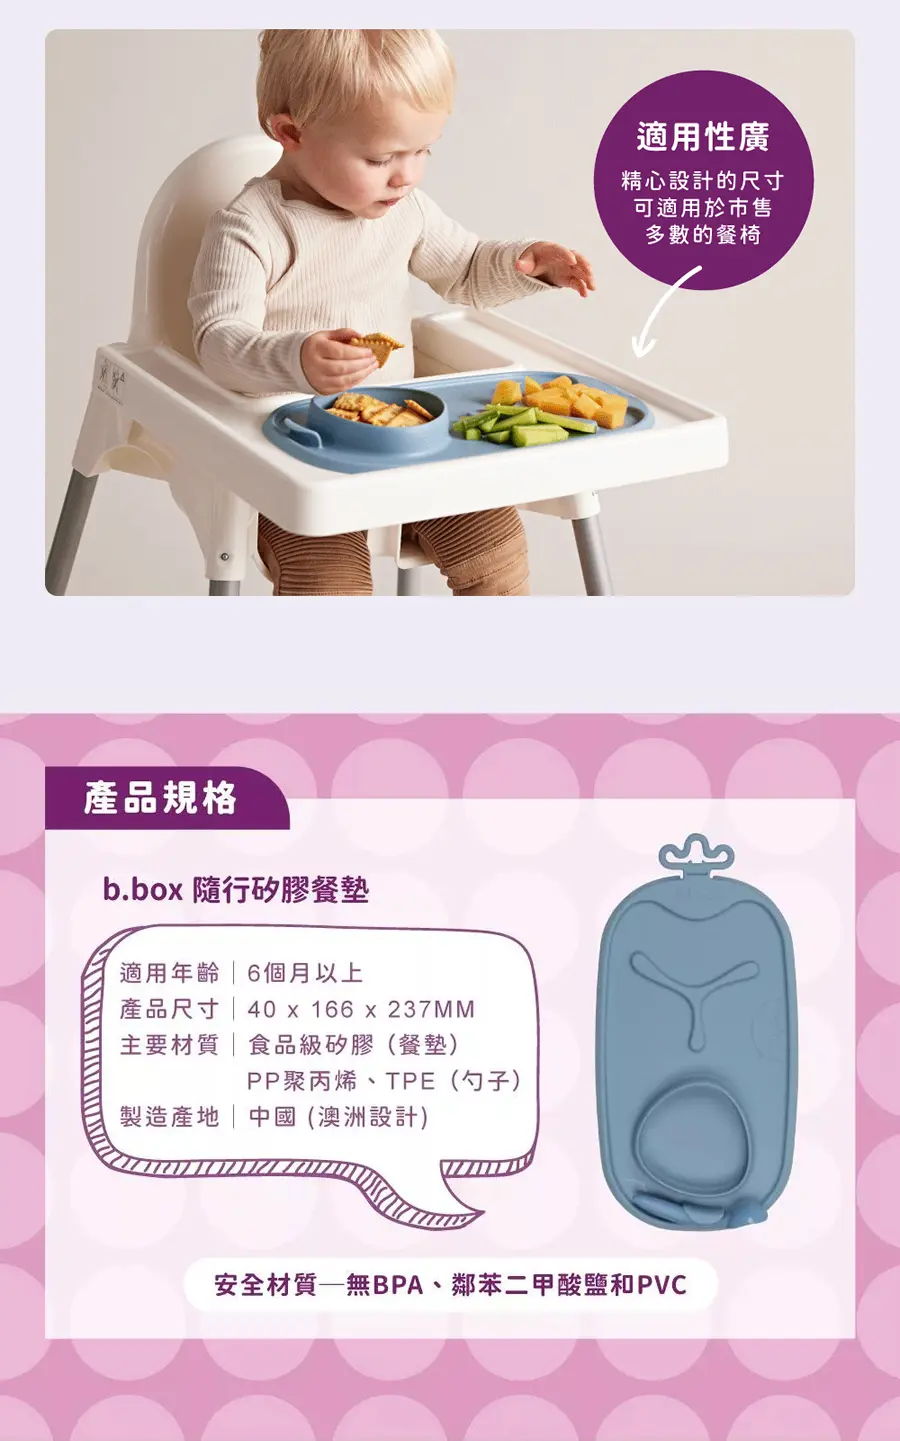 適用性廣
精心設計的尺寸
可適用於市售
多數的餐椅
產品規格
b.box 隨行矽膠餐墊
適用年齡｜6個月以上
產品尺寸｜40 x 166 x 237MM
主要材質｜食品級矽膠（餐墊）
PP聚丙烯、TPE（勺子）
製造產地｜中國 (澳洲設計)
安全材質—無BPA、鄰苯二甲酸鹽和PVC